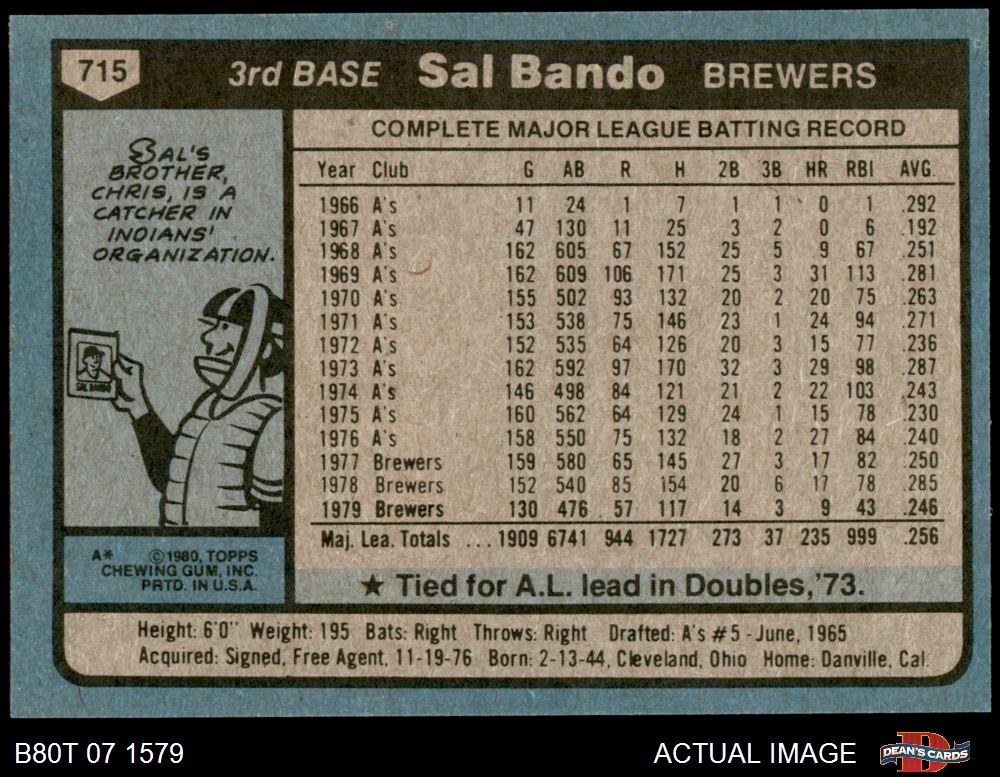 715 3rd BASE Sal Bando BREWERS
SAL'S
BROTHER,
CHRIS, IS A
CATCHER IN
INDIANS'
ORGANIZATION.
SAL BANDO
A* ©1980, TOPPS
CHEWING GUM, INC.
PRTD. IN U.S.A.
COMPLETE MAJOR LEAGUE BATTING RECORD
Year Club G AB R H 2B 3B HR RBI AVG.
1966 A's 11 24 1 7 1 1 0 1 .292
1967 A's 47 130 11 25 3 2 0 6 .192
1968 A's 162 605 67 152 25 5 9 67 .251
1969 A's 162 609 106 171 25 3 31 113 .281
1970 A's 155 502 93 132 20 2 20 75 .263
1971 A's 153 538 75 146 23 1 24 94 .271
1972 A's 152 535 64 126 20 3 15 77 .236
1973 A's 162 592 97 170 32 3 29 98 .287
1974 A's 146 498 84 121 21 2 22 103 .243
1975 A's 160 562 64 129 24 1 15 78 .230
1976 A's 158 550 75 132 18 2 27 84 .240
1977 Brewers 159 580 65 145 27 3 17 82 .250
1978 Brewers 152 540 85 154 20 6 17 78 .285
1979 Brewers 130 476 57 117 14 3 9 43 .246
Maj. Lea. Totals ... 1909 6741 944 1727 273 37 235 999 .256
★ Tied for A.L. lead in Doubles, '73.
Height: 6'0" Weight: 195 Bats: Right Throws: Right Drafted: A's #5 - June, 1965
Acquired: Signed, Free Agent, 11-19-76 Born: 2-13-44, Cleveland, Ohio Home: Danville, Cal.
B80T 07 1579 ACTUAL IMAGE DEAN'S CARDS